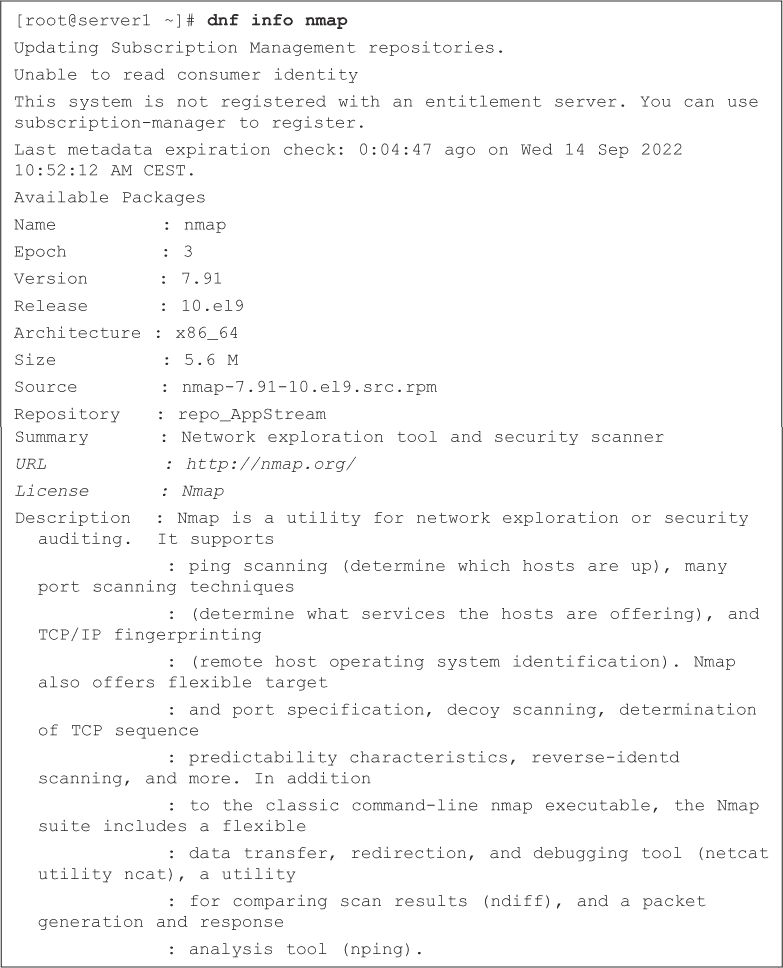 [root@server1 ~]# dnf info nmap
Updating Subscription Management repositories.
Unable to read consumer identity
This system is not registered with an entitlement server. You can use
subscription-manager to register.
Last metadata expiration check: 0:04:47 ago on Wed 14 Sep 2022
10:52:12 AM CEST.
Available Packages
Name         : nmap
Epoch        : 3
Version      : 7.91
Release      : 10.el9
Architecture : x86_64
Size         : 5.6 M
Source       : nmap-7.91-10.el9.src.rpm
Repository   : repo_AppStream
Summary      : Network exploration tool and security scanner
URL          : http://nmap.org/
License      : Nmap
Description  : Nmap is a utility for network exploration or security
  auditing.  It supports
             : ping scanning (determine which hosts are up), many
  port scanning techniques
             : (determine what services the hosts are offering), and
  TCP/IP fingerprinting
             : (remote host operating system identification). Nmap
  also offers flexible target
             : and port specification, decoy scanning, determination
  of TCP sequence
             : predictability characteristics, reverse-identd
  scanning, and more. In addition
             : to the classic command-line nmap executable, the Nmap
  suite includes a flexible
             : data transfer, redirection, and debugging tool (netcat
  utility ncat), a utility
             : for comparing scan results (ndiff), and a packet
  generation and response
             : analysis tool (nping).